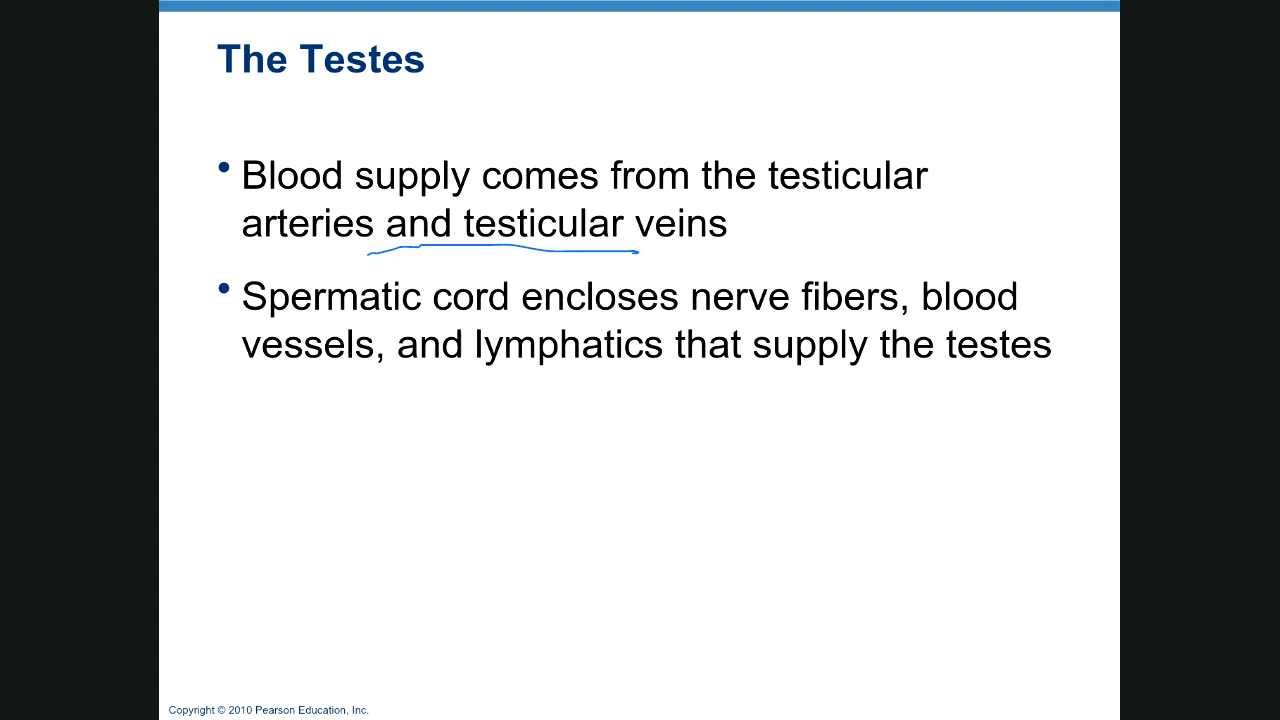 The Testes
• Blood supply comes from the testicular
arteries and testicular veins
• Spermatic cord encloses nerve fibers, blood
vessels, and lymphatics that supply the testes
Copyright © 2010 Pearson Education, Inc.